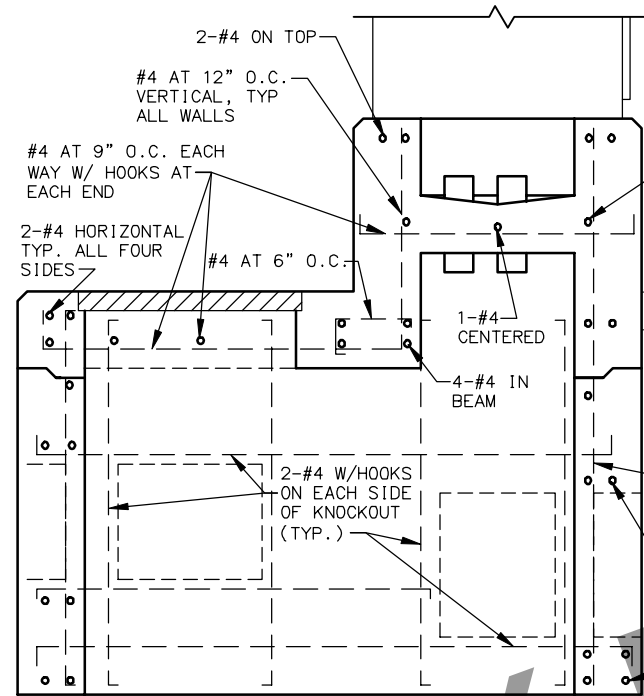 2-#4 ON TOP
#4 AT 12” O.C.
VERTICAL, TYP
ALL WALLS
#4 AT 9” O.C. EACH
WAY W/ HOOKS AT
EACH END
2-#4 HORIZONTAL
TYP. ALL FOUR
SIDES
#4 AT 6” O.C.
1-#4
CENTERED
4-#4 IN
BEAM
2-#4 W/HOOKS
ON EACH SIDE
OF KNOCKOUT
(TYP.)